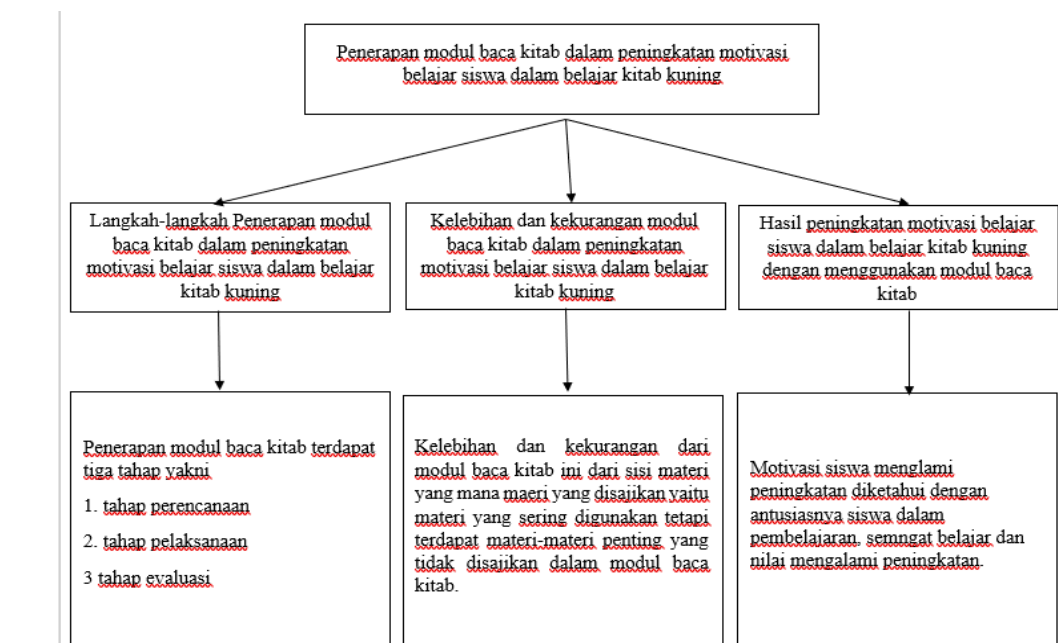 Penerapan modul baca kitab dalam peningkatan motivasi
belajar siswa dalam belajar kitab kuning
Langkah-langkah Penerapan modul
baca kitab dalam peningkatan
motivasi belajar siswa dalam belajar
kitab kuning
Kelebihan dan kekurangan modul
baca kitab dalam peningkatan
motivasi belajar siswa dalam belajar
kitab kuning
Hasil peningkatan motivasi belajar
siswa dalam belajar kitab kuning
dengan menggunakan modul baca
kitab
Penerapan modul baca kitab terdapat
tiga tahap yakni
1. tahap perencanaan
2. tahap pelaksanaan
3 tahap evaluasi
Kelebihan dan kekurangan dari
modul baca kitab ini dari sisi materi
yang mana maeri yang disajikan yaitu
materi yang sering digunakan tetapi
terdapat materi-materi penting yang
tidak disajikan dalam modul baca
kitab.
Motivasi siswa menglami
peningkatan diketahui dengan
antusiasnya siswa dalam
pembelajaran, semngat belajar dan
nilai mengalami peningkatan.